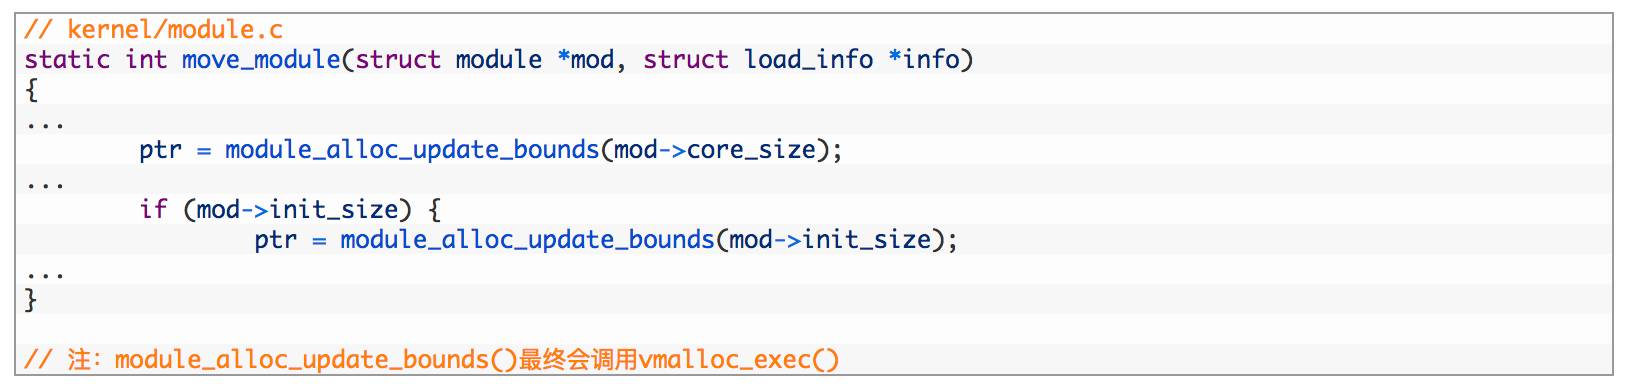 // kernel/module.c
static int move_module(struct module *mod, struct load_info *info)
{
...
        ptr = module_alloc_update_bounds(mod->core_size);
...
        if (mod->init_size) {
                ptr = module_alloc_update_bounds(mod->init_size);
...
}
// 注：module_alloc_update_bounds()最终会调用vmalloc_exec()